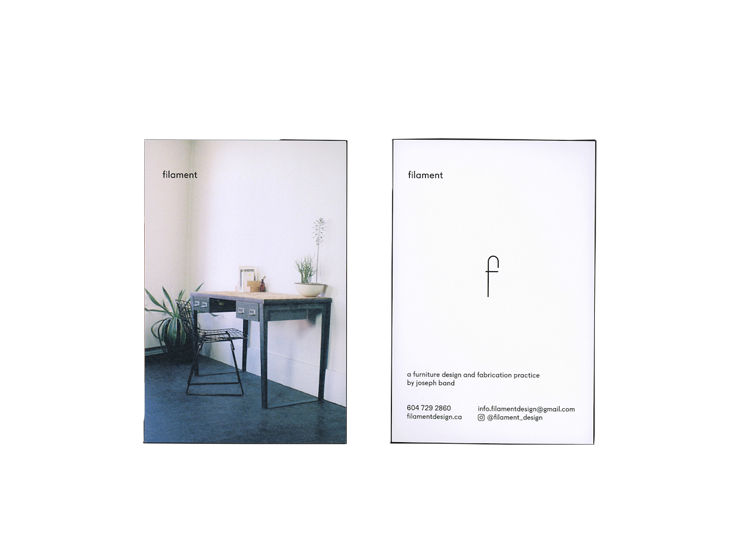 filament
filament
f
a furniture design and fabrication practice
by joseph band
604 729 2860
filamentdesign.ca
info.filamentdesign@gmail.com
@filament_design